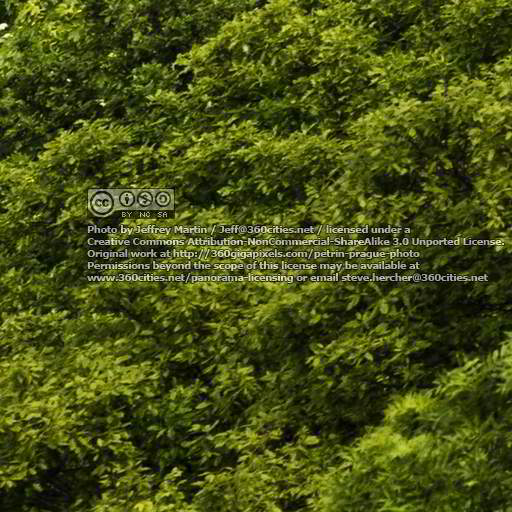 cc
BY NC SA
Photo by Jeffrey Martin / Jeff@360cities.net / licensed under a
Creative Commons Attribution-NonCommercial-ShareAlike 3.0 Unported License.
Original work at http://360gigapixels.com/petrin-prague-photo
Permissions beyond the scope of this license may be available at
www.360cities.net/panorama-licensing or email steve.hercher@360cities.net